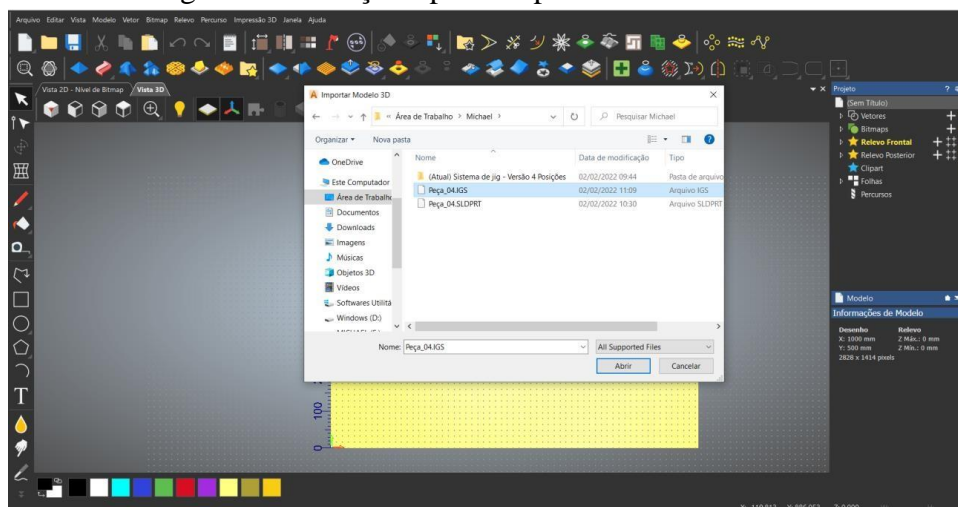 Arquivo Editar Vista Modelo Vetor Bitmap Relevo Percurso Impressão 3D Janela Ajuda
Vista 2D - Nível de Bitmap Vista 3D
Importar Modelo 3D
« Área de Trabalho > Michael >
Pesquisar Michael
Organizar Nova pasta
OneDrive
Este Computador
Área de Trabalho
Documentos
Downloads
Imagens
Músicas
Objetos 3D
Vídeos
Softwares Utilitá
Windows (D:)
Nome Data de modificação Tipo
(Atual) Sistema de jig - Versão 4 Posições 02/02/2022 09:44 Pasta de arquivo
Peça_04.IGS 02/02/2022 11:09 Arquivo IGS
Peça_04.SLDPRT 02/02/2022 10:30 Arquivo SLDPRT
Nome: Peça_04.IGS All Supported Files
Abrir Cancelar
100
0
T
Projeto
(Sem Título)
Vetores
Bitmaps
Relevo Frontal
Relevo Posterior
Clipart
Folhas
Percursos
Modelo
Informações de Modelo
Desenho Relevo
X: 1000 mm Z Máx.: 0 mm
Y: 500 mm Z Mín.: 0 mm
2828 x 1414 pixels